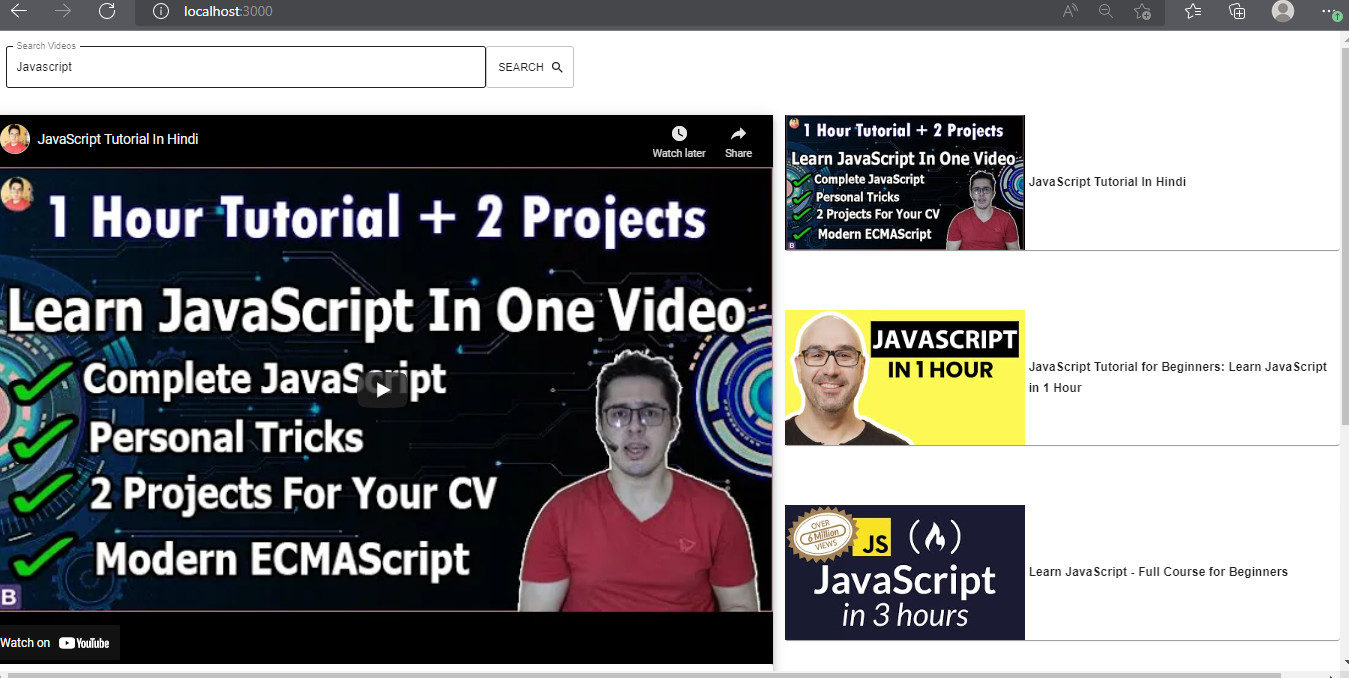 localhost:3000
Search Videos
Javascript
SEARCH
JavaScript Tutorial In Hindi
Watch later
Share
1 Hour Tutorial + 2 Projects
Learn JavaScript In One Video
Complete JavaScript
Personal Tricks
2 Projects For Your CV
Modern ECMAScript
B
Watch on YouTube
1 Hour Tutorial + 2 Projects
Learn JavaScript In One Video
Complete JavaScript
Personal Tricks
2 Projects For Your CV
Modern ECMAScript
B
JavaScript Tutorial In Hindi
JAVASCRIPT
IN 1 HOUR
JavaScript Tutorial for Beginners: Learn JavaScript
in 1 Hour
OVER
6 Million
VIEWS
JS
JavaScript
in 3 hours
Learn JavaScript - Full Course for Beginners